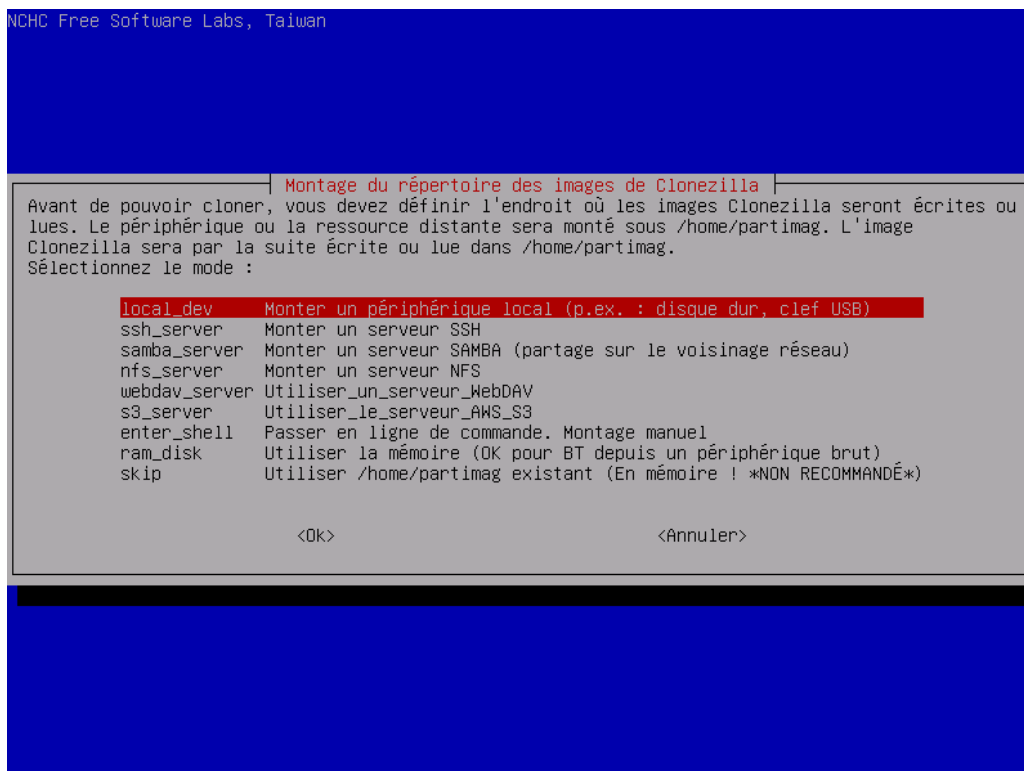 NCHC Free Software Labs, Taiwan
Montage du répertoire des images de Clonezilla
Avant de pouvoir cloner, vous devez définir l'endroit où les images Clonezilla seront écrites ou
lues. Le périphérique ou la ressource distante sera monté sous /home/partimag. L'image
Clonezilla sera par la suite écrite ou lue dans /home/partimag.
Sélectionnez le mode :
local_dev Monter un périphérique local (p.ex. : disque dur, clef USB)
ssh_server Monter un serveur SSH
samba_server Monter un serveur SAMBA (partage sur le voisinage réseau)
nfs_server Monter un serveur NFS
webdav_server Utiliser_un_serveur_WebDAV
s3_server Utiliser_le_serveur_AWS_S3
enter_shell Passer en ligne de commande. Montage manuel
ram_disk Utiliser la mémoire (OK pour BT depuis un périphérique brut)
skip Utiliser /home/partimag existant (En mémoire ! *NON RECOMMANDÉ*)
<Ok> <Annuler>